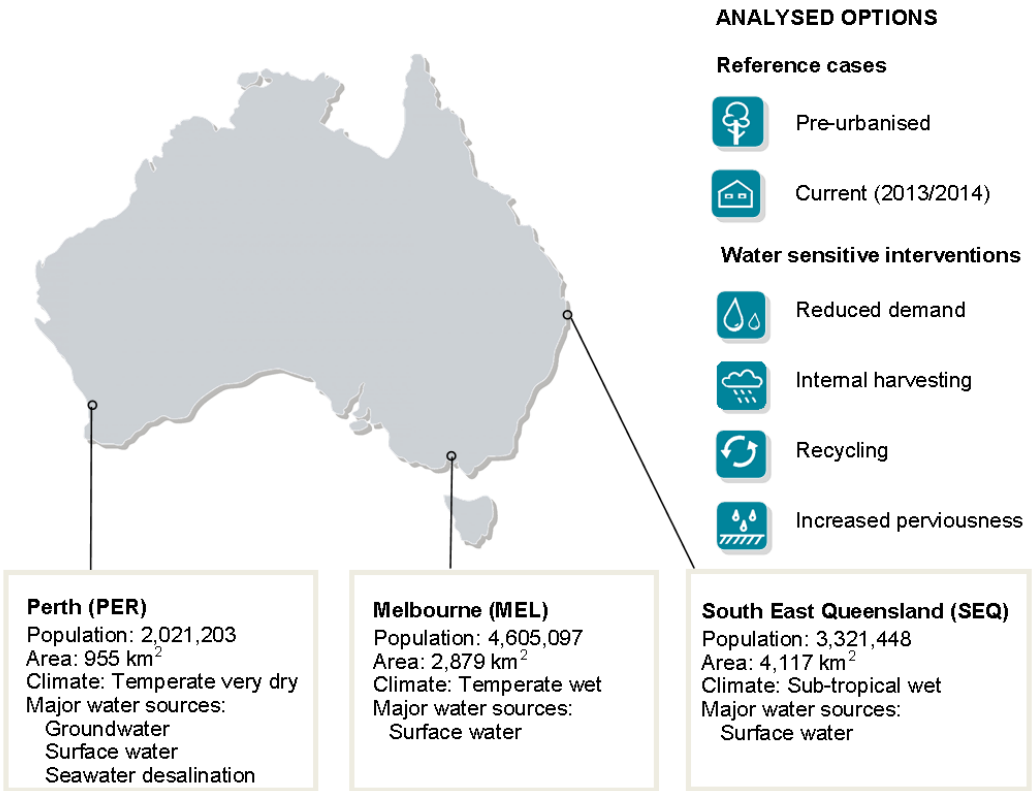 ANALYSED OPTIONS
Reference cases
Pre-urbanised
Current (2013/2014)
Water sensitive interventions
Reduced demand
Internal harvesting
Recycling
Increased perviousness
Perth (PER)
Population: 2,021,203
Area: 955 km²
Climate: Temperate very dry
Major water sources:
Groundwater
Surface water
Seawater desalination
Melbourne (MEL)
Population: 4,605,097
Area: 2,879 km²
Climate: Temperate wet
Major water sources:
Surface water
South East Queensland (SEQ)
Population: 3,321,448
Area: 4,117 km²
Climate: Sub-tropical wet
Major water sources:
Surface water